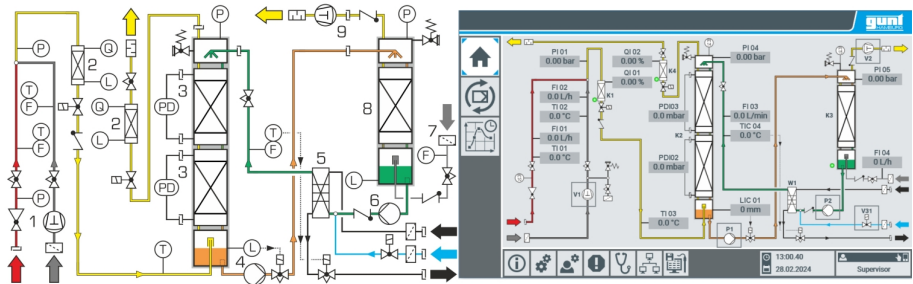 P
Q
2
L
P
T
F
T
F
P
1
Q
2
L
T
3
PD
3
PD
P
9
P
8
7
F
T
F
5
L
6
L
4
gunt
HAMBURG
PI 01
0.00 bar
QI 02
0.00 %
K4
PI 04
0.00 bar
V2
QI 01
0.00 %
K1
PI 05
0.00 bar
FI 02
0.0 L/h
TI 02
0.0 °C
PDI03
0.0 mbar
FI 03
0.0 L/min
K3
FI 01
0.0 L/h
K2
TIC 04
0.0 °C
TI 01
0.0 °C
PDI02
0.0 mbar
FI 04
0 L/h
V1
W1
LIC 01
0 mm
P2
TI 03
0.0 °C
P1
V31
13:00.40
28.02.2024
Supervisor